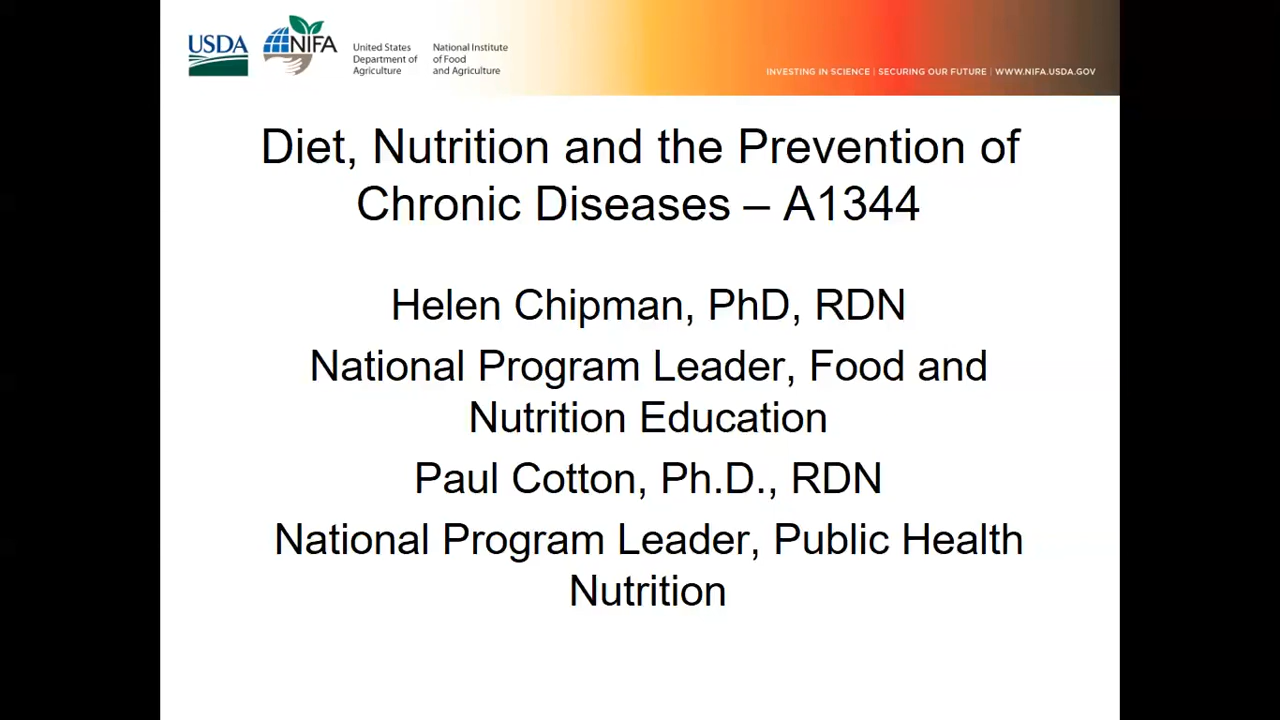 USDA
NIFA
United States
Department of
Agriculture
National Institute
of Food
and Agriculture
INVESTING IN SCIENCE | SECURING OUR FUTURE | WWW.NIFA.USDA.GOV
Diet, Nutrition and the Prevention of
Chronic Diseases – A1344
Helen Chipman, PhD, RDN
National Program Leader, Food and
Nutrition Education
Paul Cotton, Ph.D., RDN
National Program Leader, Public Health
Nutrition